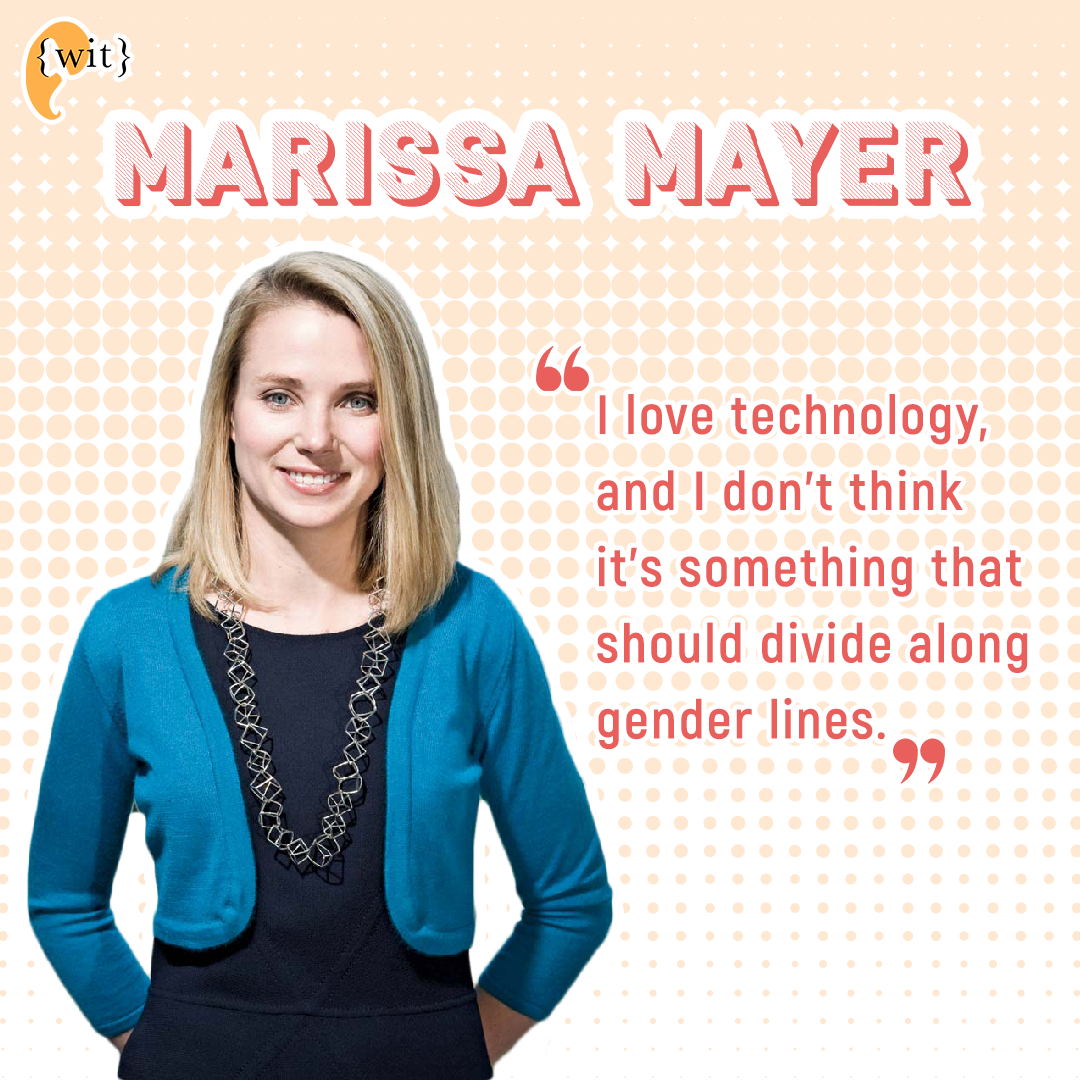 {wit}
MARISSA MAYER
“I love technology,
and I don’t think
it’s something that
should divide along
gender lines.”